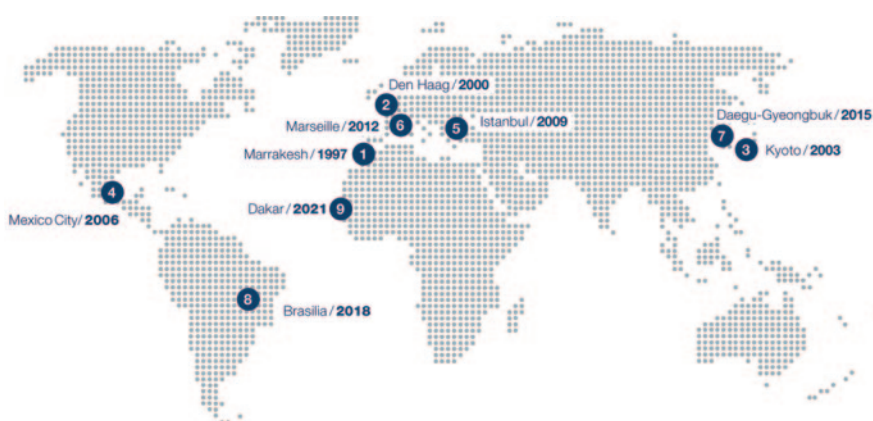 Den Haag / 2000
2
Daegu-Gyeongbuk / 2015
Marseille / 2012
6
5
Istanbul / 2009
7
Marrakesh / 1997
1
3
Kyoto / 2003
4
Mexico City / 2006
Dakar / 2021
9
8
Brasilia / 2018